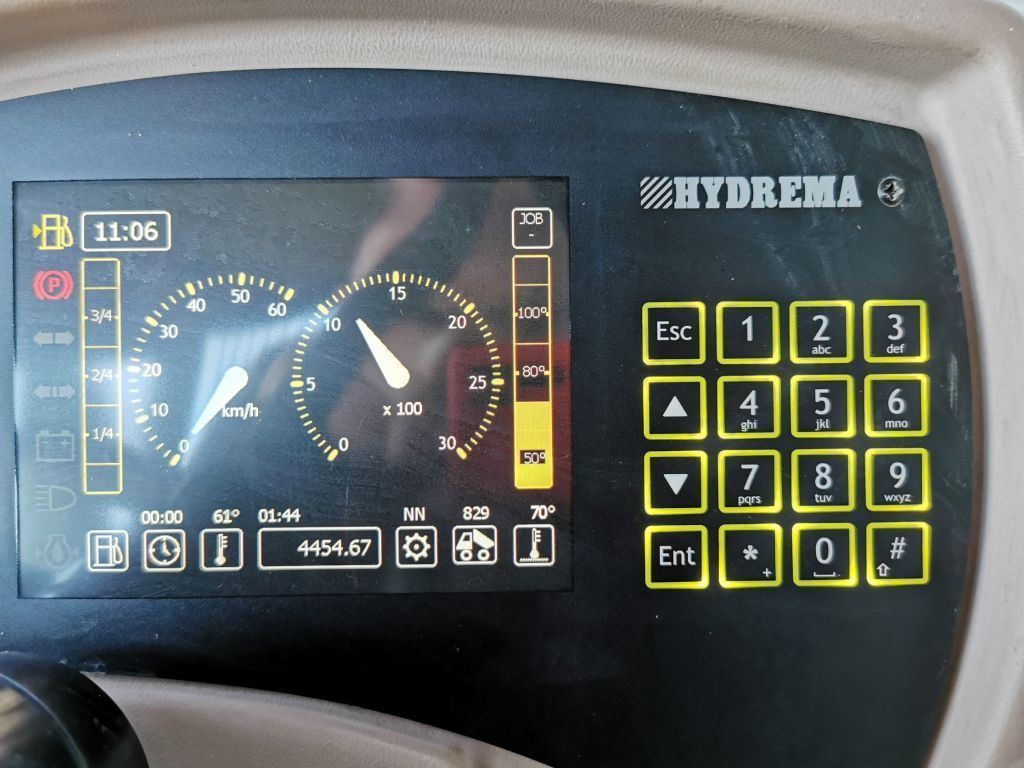 HYDREMA
11:06
P
3/4
2/4
1/4
0
10
20
30
40
50
60
km/h
0
5
10
15
20
25
30
x 100
JOB
-
100°
80°
50°
00:00 61° 01:44 NN 829 70°
4454.67
Esc 1 2 abc 3 def
4 ghi 5 jkl 6 mno
7 pqrs 8 tuv 9 wxyz
Ent * + 0 #